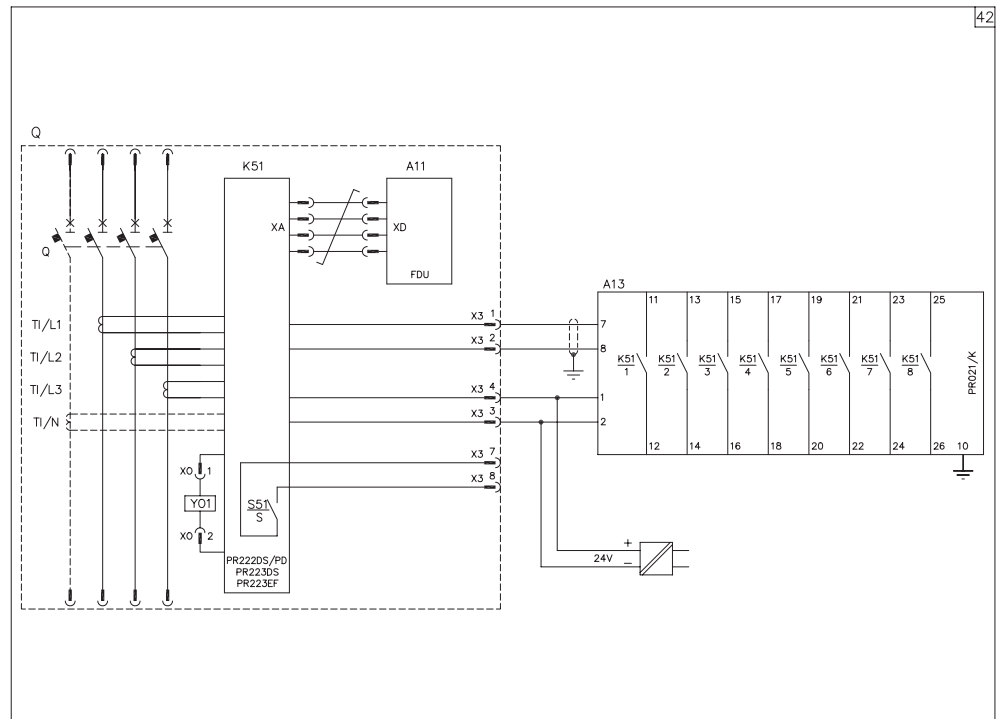 42
Q
K51
A11
XA
XD
Q
FDU
A13
11 13 15 17 19 21 23 25
TI/L1
X3 1
7
TI/L2
X3 2
8
K51/1 K51/2 K51/3 K51/4 K51/5 K51/6 K51/7 K51/8
PR021/K
TI/L3
X3 4
1
TI/N
X3 3
2
12 14 16 18 20 22 24 26 10
X3 7
X0 1
X3 8
Y01
S51/S
X0 2
24V + −
PR222DS/PD
PR223DS
PR223EF